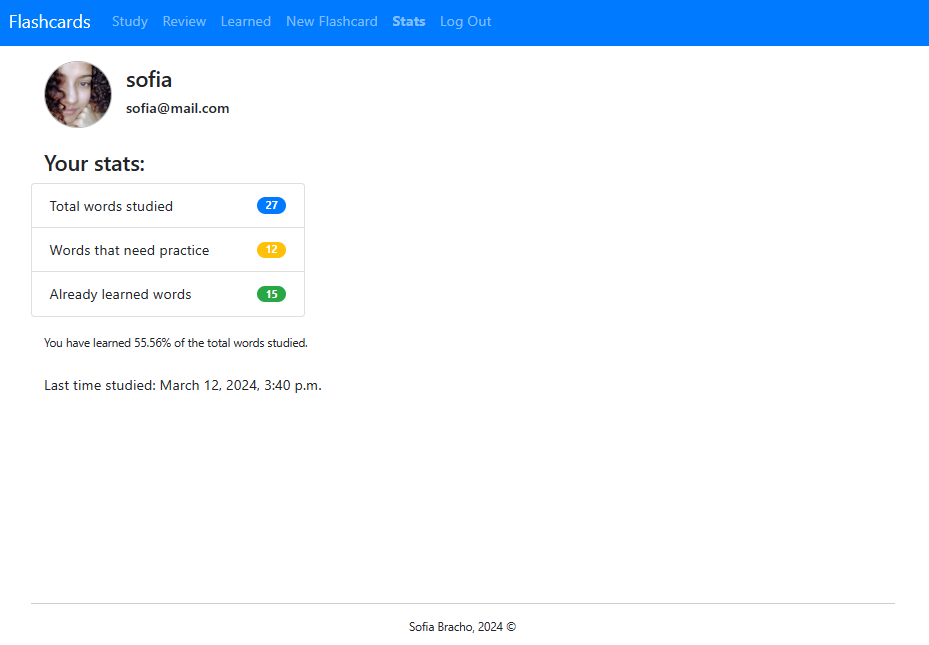 Flashcards Study Review Learned New Flashcard Stats Log Out
sofia
sofia@mail.com
Your stats:
Total words studied 27
Words that need practice 12
Already learned words 15
You have learned 55.56% of the total words studied.
Last time studied: March 12, 2024, 3:40 p.m.
Sofia Bracho, 2024 ©